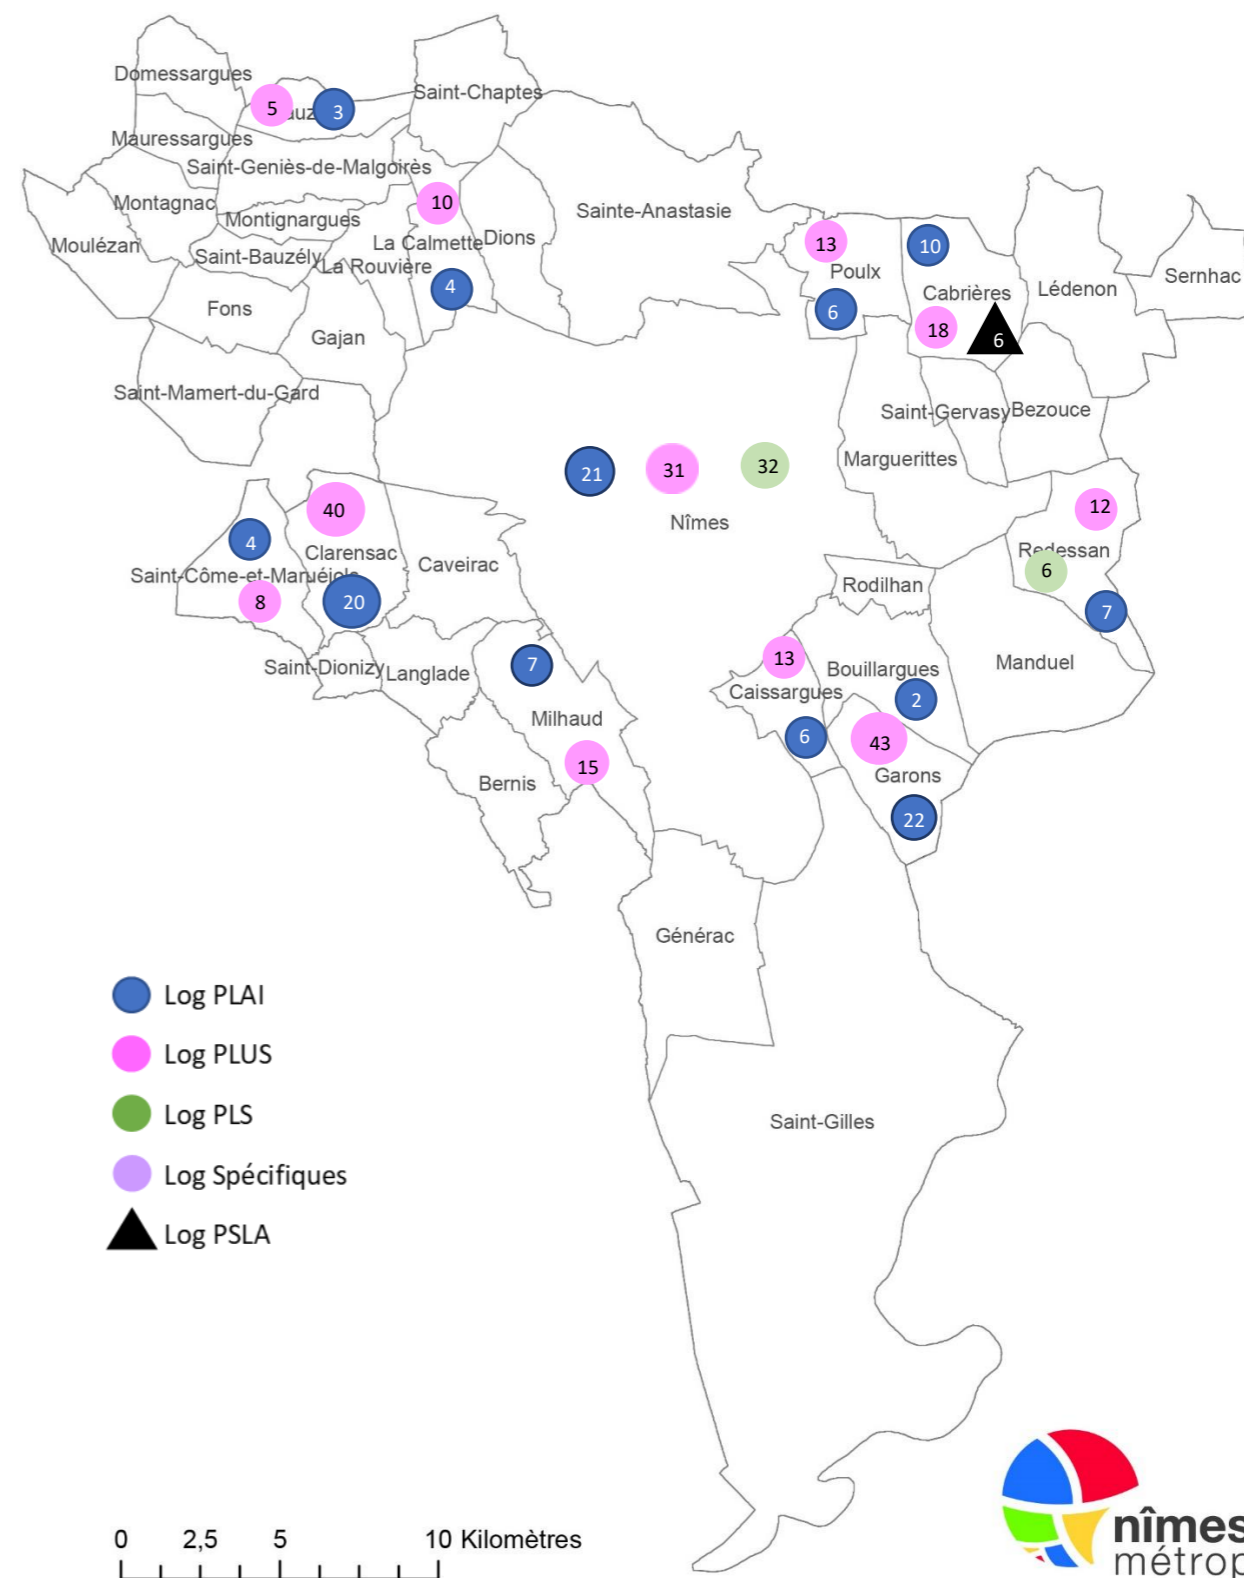 Domessargues
Saint-Chaptes
5
auz
3
Mauressargues
Saint-Geniès-de-Malgoirès
Montagnac
10
Montignargues
Sainte-Anastasie
Moulézan
La Calmette
Dions
13
10
Saint-Bauzély
La Rouvière
Poulx
Sernhac
4
Cabrières
Lédenon
Fons
6
Gajan
18
6
Saint-Mamert-du-Gard
Saint-Gervasy
Bezouce
Marguerittes
21
31
32
Nîmes
40
12
4
Clarensac
Redessan
Caveirac
6
Saint-Côme-et-Maruéjols
Rodilhan
8
20
7
13
Saint-Dionizy
Langlade
7
Bouillargues
Manduel
Caissargues
2
Milhaud
6
43
15
Garons
Bernis
22
Générac
Log PLAI
Log PLUS
Log PLS
Saint-Gilles
Log Spécifiques
Log PSLA
0 2,5 5 10 Kilomètres
nîmes
métrop